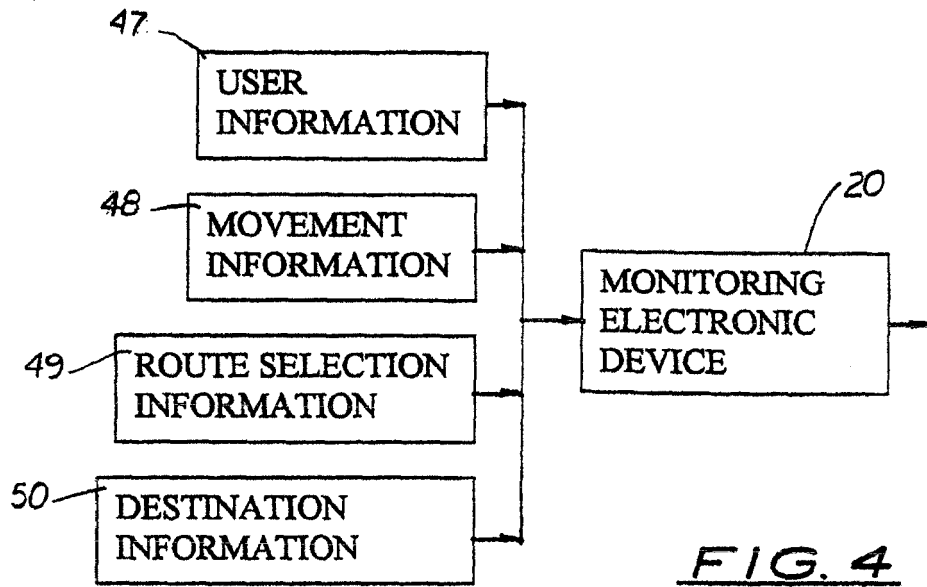 47
USER
INFORMATION
48
MOVEMENT
INFORMATION
20
MONITORING
ELECTRONIC
DEVICE
49
ROUTE SELECTION
INFORMATION
50
DESTINATION
INFORMATION
FIG. 4